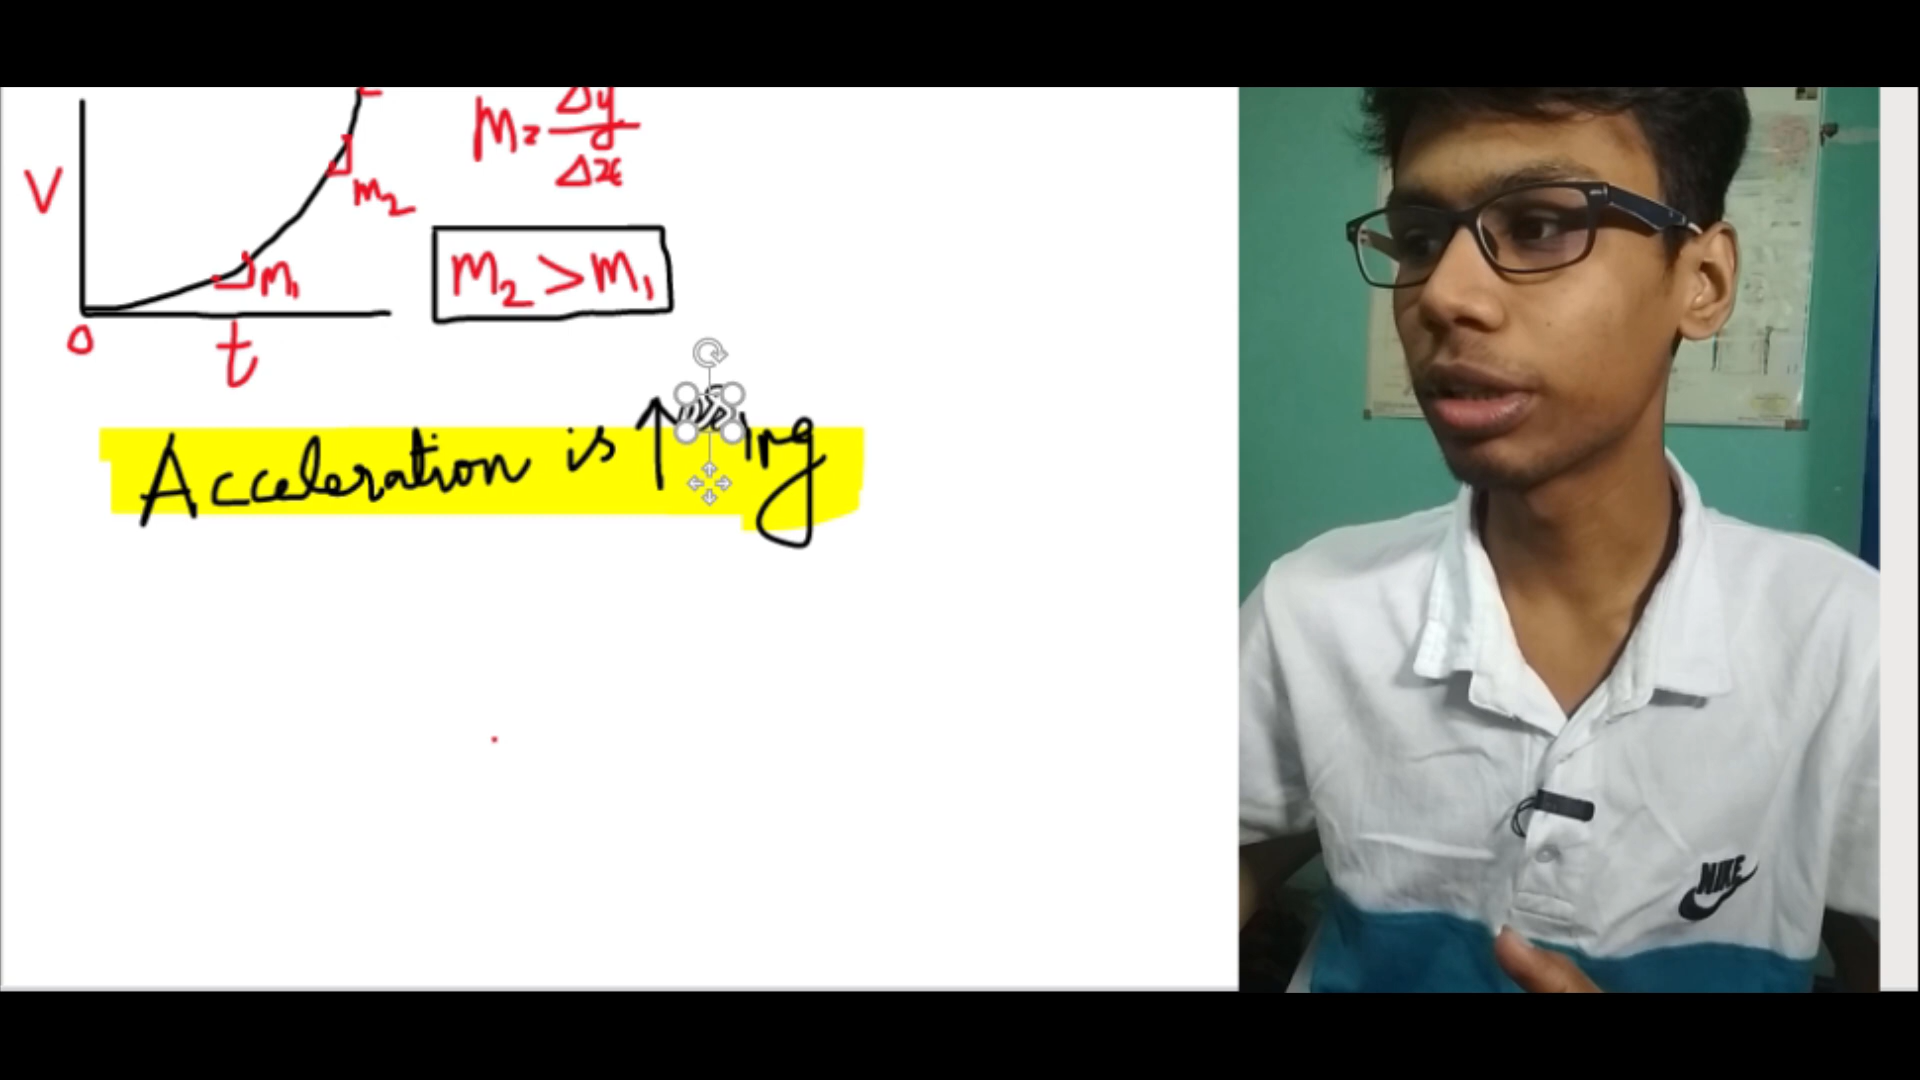 M = Δy
Δx
V
m₂
m₁
M₂ > M₁
0
t
Acceleration is ↑ ing
NIKE